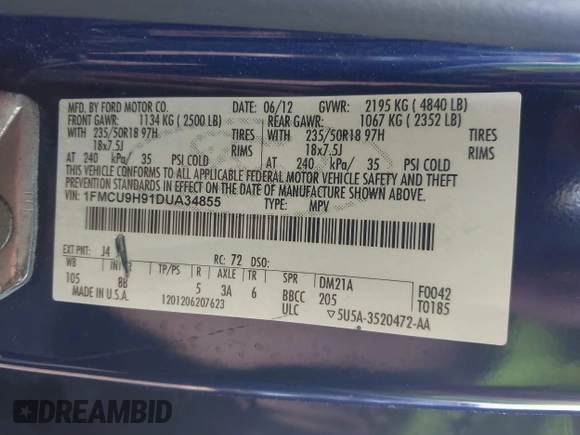 MFD. BY FORD MOTOR CO. DATE: 06/12 GVWR: 2195 KG ( 4840 LB)
FRONT GAWR: 1134 KG ( 2500 LB) REAR GAWR: 1067 KG ( 2352 LB)
WITH 235/50R18 97H TIRES WITH 235/50R18 97H TIRES
18x7.5J RIMS 18x7.5J RIMS
AT 240 kPa/ 35 PSI COLD AT 240 kPa/ 35 PSI COLD
THIS VEHICLE CONFORMS TO ALL APPLICABLE FEDERAL MOTOR VEHICLE SAFETY AND THEFT
PREVENTION STANDARDS IN EFFECT ON THE DATE OF MANUFACTURE SHOWN ABOVE.
VIN: 1FMCU9H91DUA34855 TYPE: MPV
EXT PNT: J4 RC: 72 DSO:
WB TP/PS R AXLE TR SPR DM21A F0042
105 BB 5 3A 6 BBCC 205 T0185
MADE IN U.S.A. 1201206207623 ULC 5U5A-3520472-AA
DREAMBID